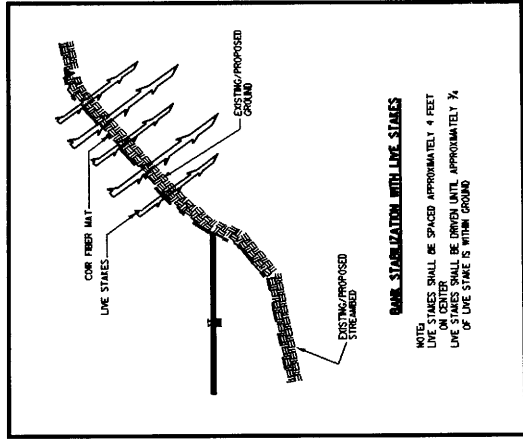 COIR FIBER MAT
LIVE STAKES
EXISTING/PROPOSED
GROUND
EXISTING/PROPOSED
STREAMBED
BANK STABILIZATION WITH LIVE STAKES
NOTE:
LIVE STAKES SHALL BE SPACED APPROXIMATELY 4 FEET
ON CENTER
LIVE STAKES SHALL BE DRIVEN UNTIL APPROXIMATELY ¾
OF LIVE STAKE IS WITHIN GROUND